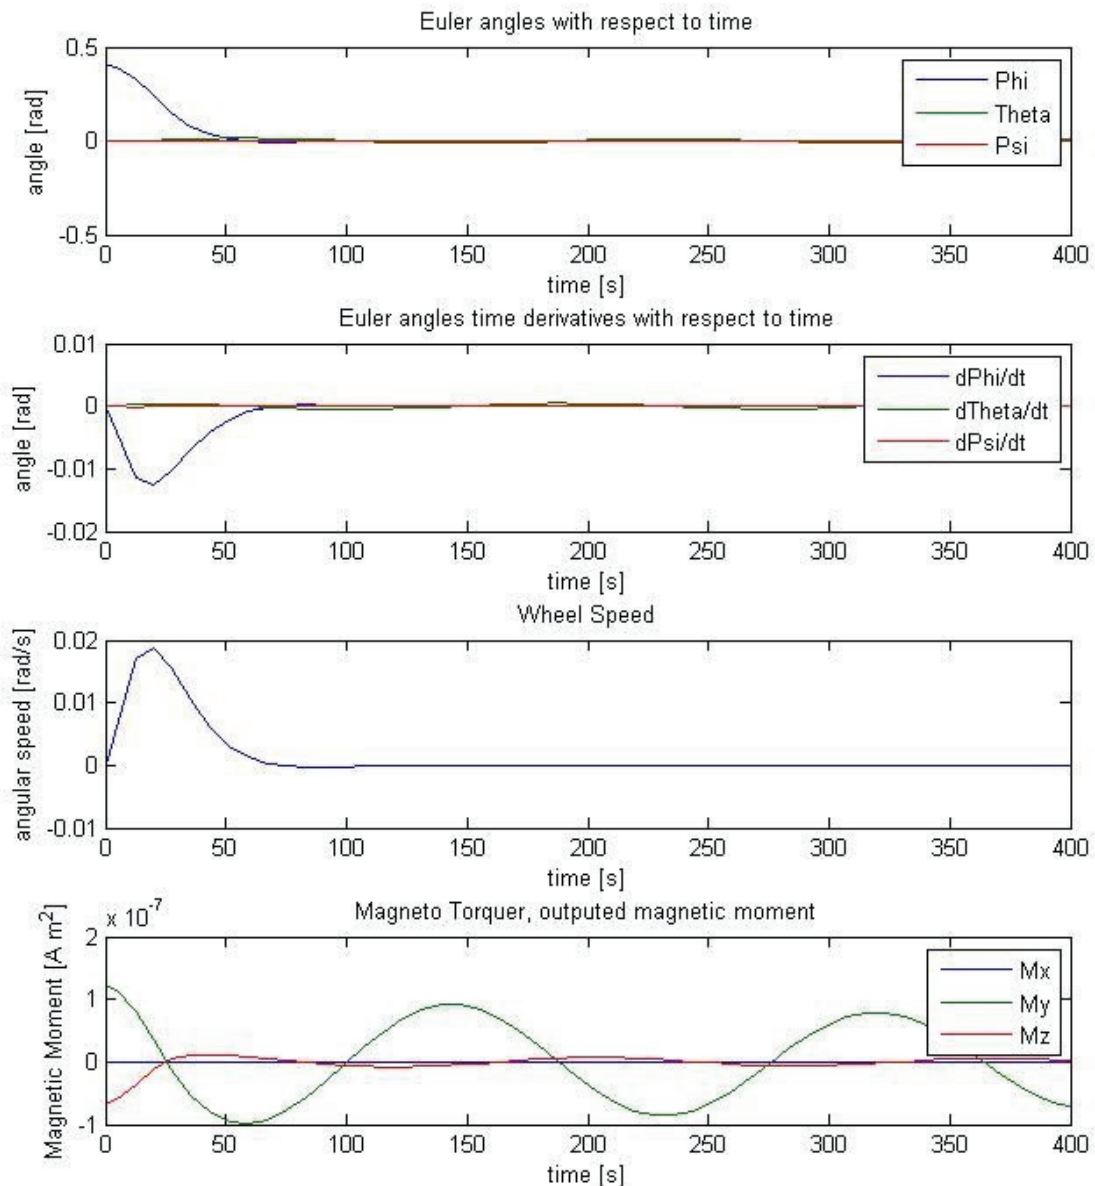 Euler angles with respect to time
angle [rad]
0.5
0
-0.5
Phi
Theta
Psi
0 50 100 150 200 250 300 350 400
time [s]
Euler angles time derivatives with respect to time
angle [rad]
0.01
0
-0.01
-0.02
dPhi/dt
dTheta/dt
dPsi/dt
0 50 100 150 200 250 300 350 400
time [s]
Wheel Speed
angular speed [rad/s]
0.02
0.01
0
-0.01
0 50 100 150 200 250 300 350 400
time [s]
x 10⁻⁷
Magneto Torquer, outputed magnetic moment
Magnetic Moment [A m²]
2
1
0
-1
Mx
My
Mz
0 50 100 150 200 250 300 350 400
time [s]